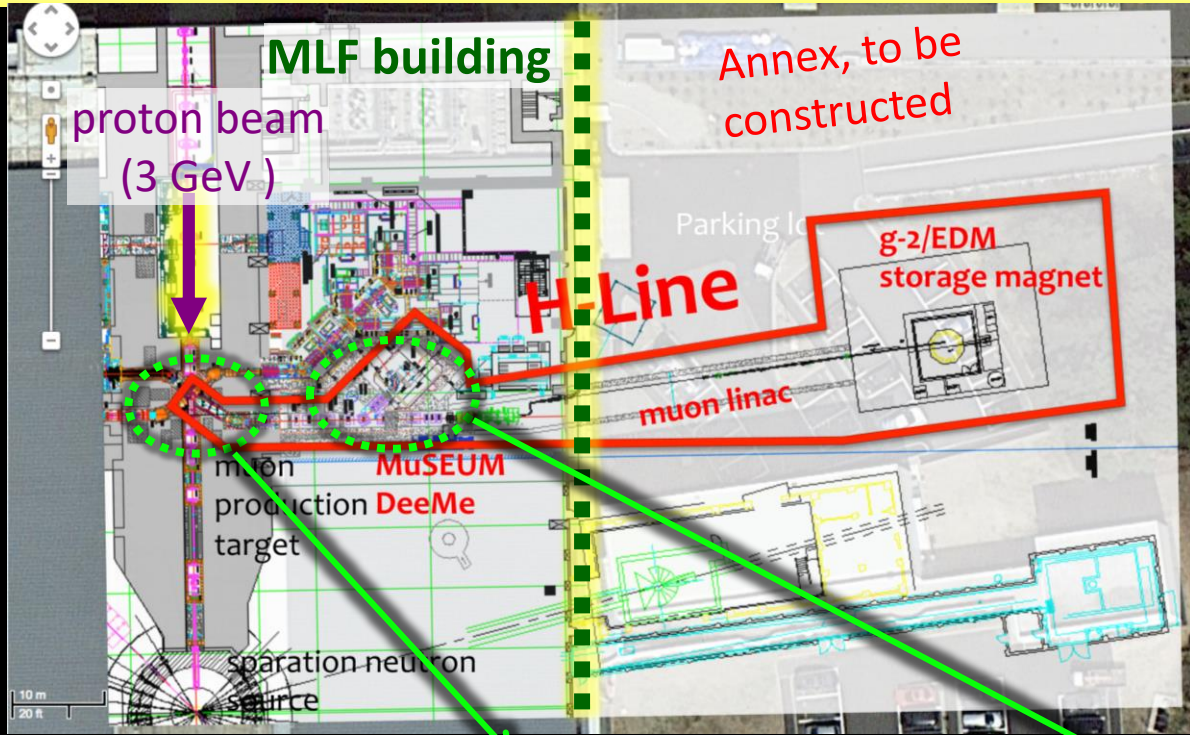 MLF building
Annex, to be
constructed
proton beam
(3 GeV )
Parking lo
H-Line
g-2/EDM
storage magnet
muon linac
muon
production
target
MuSEUM
DeeMe
sparation neutron
source
10 m
20 ft